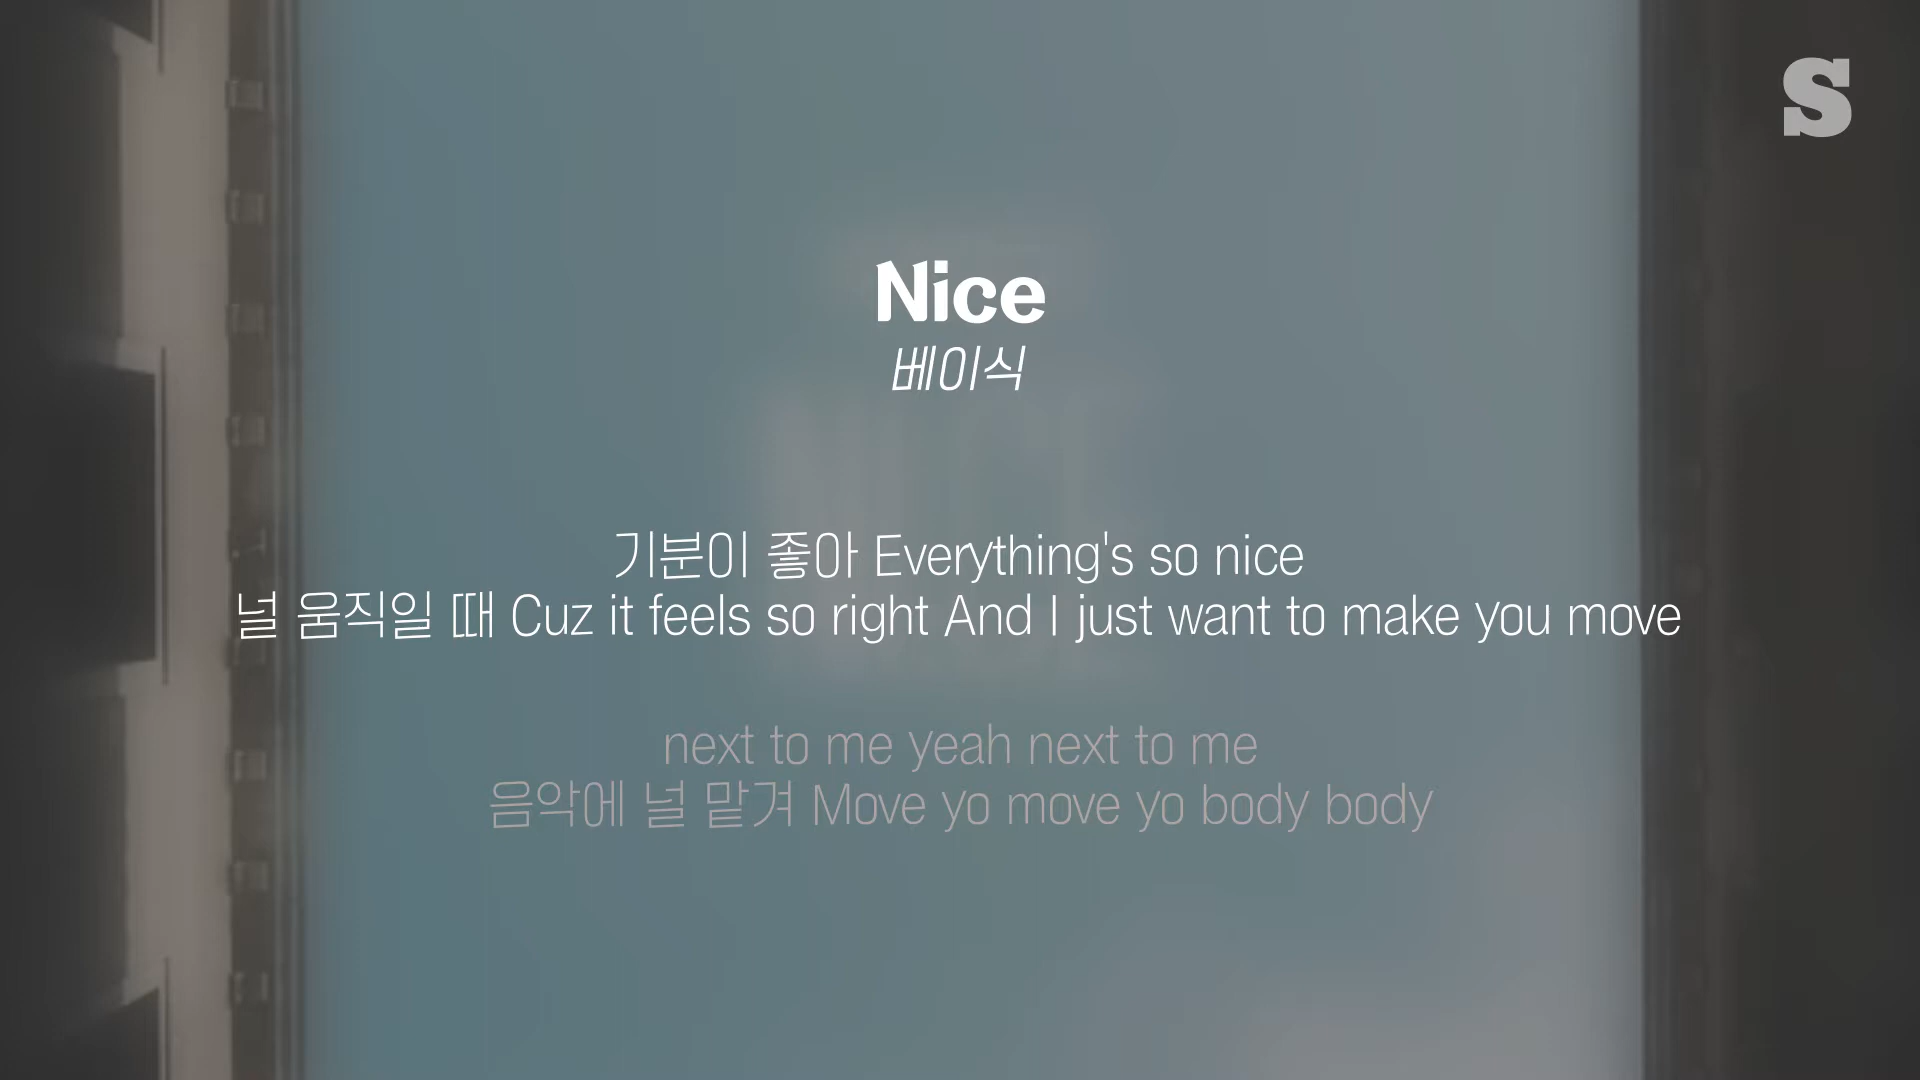 S
Nice
베이식
기분이 좋아 Everything's so nice
널 움직일 때 Cuz it feels so right And I just want to make you move
next to me yeah next to me
음악에 널 맡겨 Move yo move yo body body